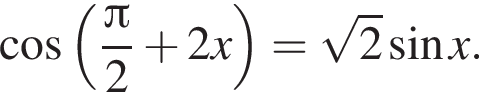 cos(π/2 + 2x) = √2 sin x.